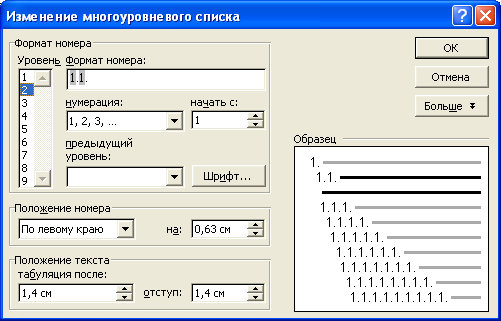 Изменение многоуровневого списка
Формат номера
Уровень Формат номера:
1
2
3
4
5
6
7
8
9
1.1.
нумерация: начать с:
1, 2, 3, ... 1
предыдущий
уровень:
Шрифт...
Положение номера
По левому краю на: 0,63 см
Положение текста
табуляция после:
1,4 см отступ: 1,4 см
ОК
Отмена
Больше
Образец
1.
1.1.
1.1.1.
1.1.1.1.
1.1.1.1.1.
1.1.1.1.1.1.
1.1.1.1.1.1.1.
1.1.1.1.1.1.1.1.
1.1.1.1.1.1.1.1.1.